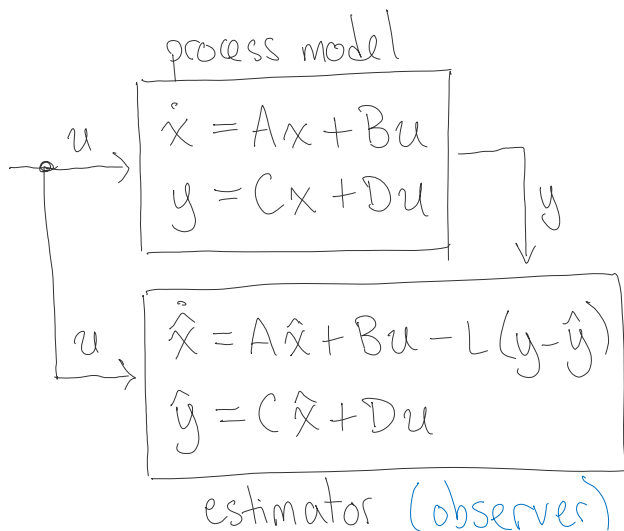 process model
u
ẋ = Ax + Bu
y = Cx + Du
y
u
x̂̇ = Ax̂ + Bu - L(y - ŷ)
ŷ = Cx̂ + Du
estimator (observer)